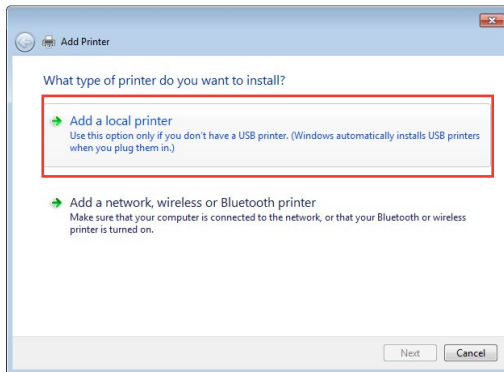 Add Printer
What type of printer do you want to install?
Add a local printer
Use this option only if you don't have a USB printer. (Windows automatically installs USB printers
when you plug them in.)
Add a network, wireless or Bluetooth printer
Make sure that your computer is connected to the network, or that your Bluetooth or wireless
printer is turned on.
Next Cancel